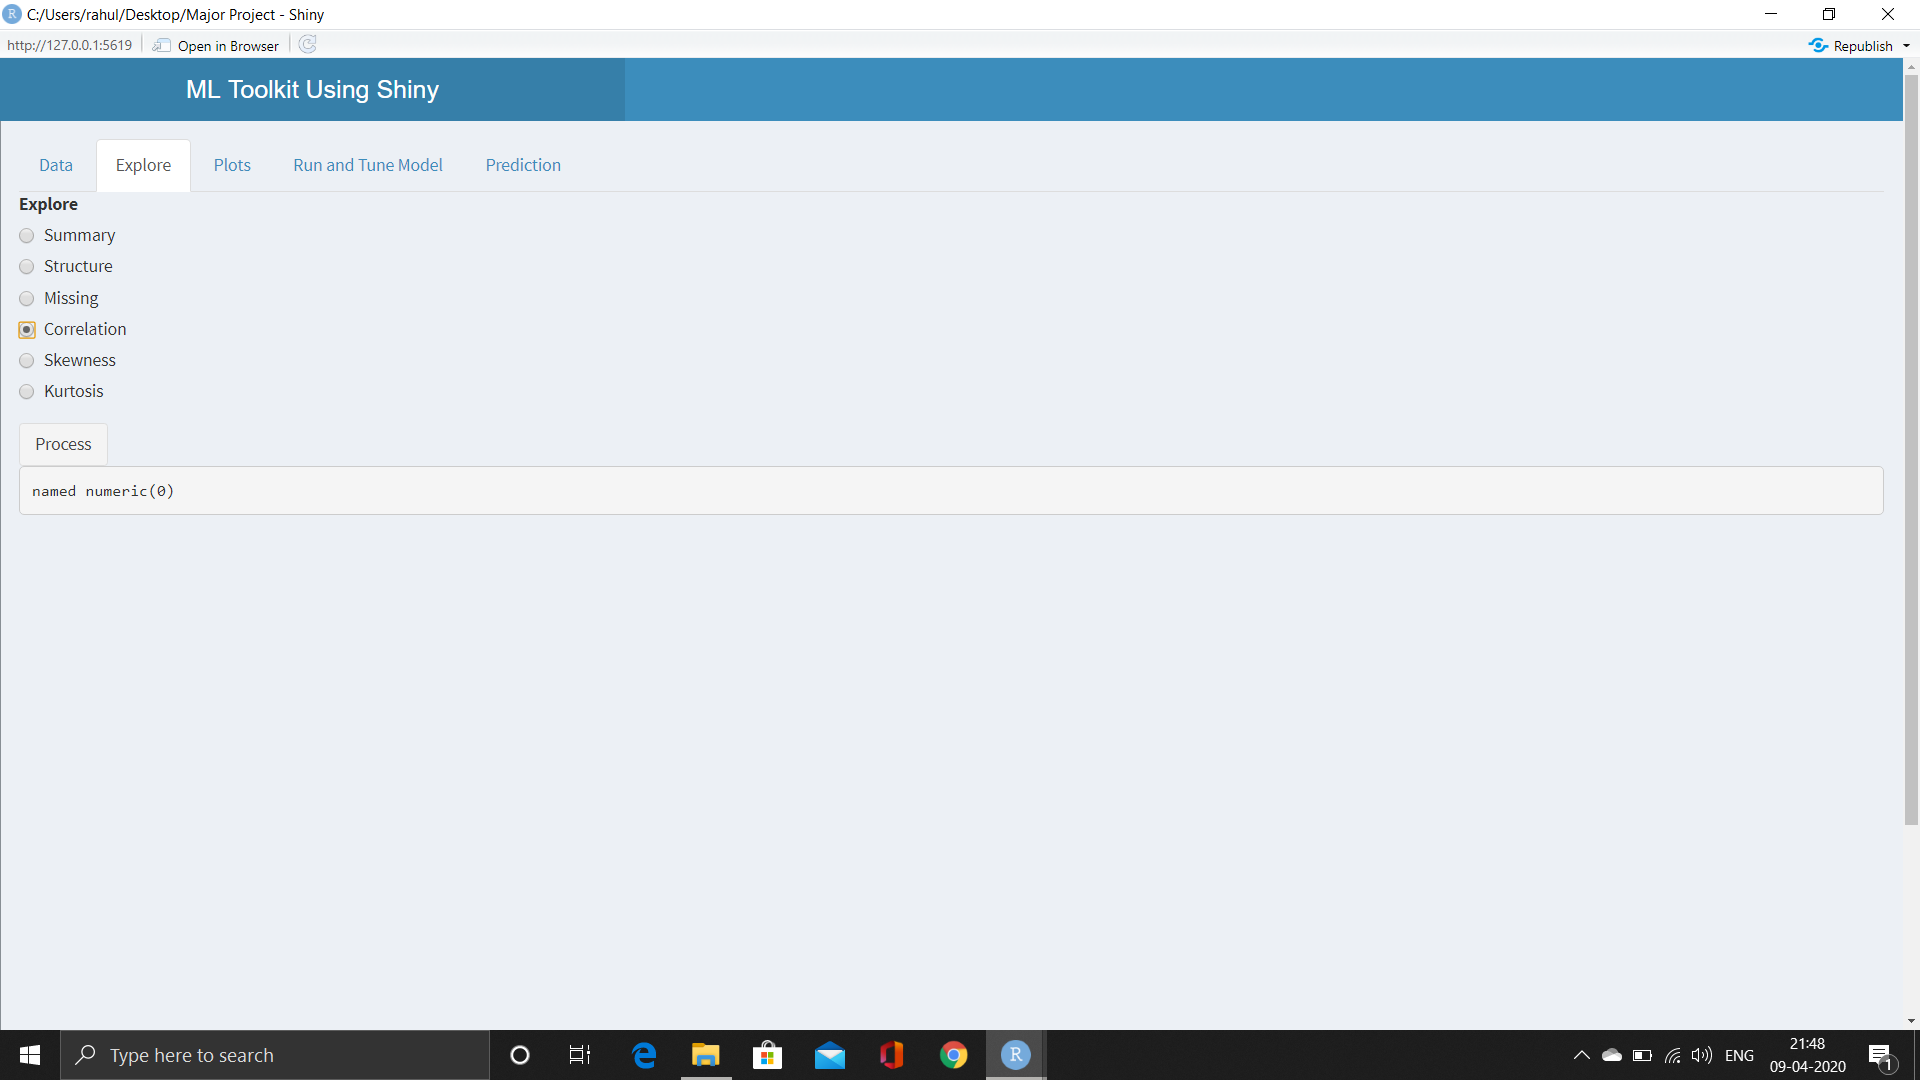 C:/Users/rahul/Desktop/Major Project - Shiny
http://127.0.0.1:5619 Open in Browser Republish
ML Toolkit Using Shiny
Data Explore Plots Run and Tune Model Prediction
Explore
Summary
Structure
Missing
Correlation
Skewness
Kurtosis
Process
named numeric(0)
Type here to search
ENG
21:48
09-04-2020
1